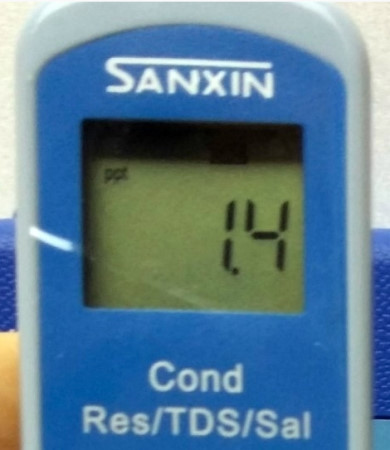 SANXIN
ppt
1.4
Cond
Res/TDS/Sal